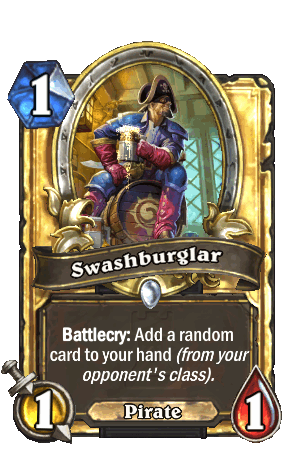 1
Swashburglar
Battlecry: Add a random
card to your hand (from your
opponent's class).
1
Pirate
1